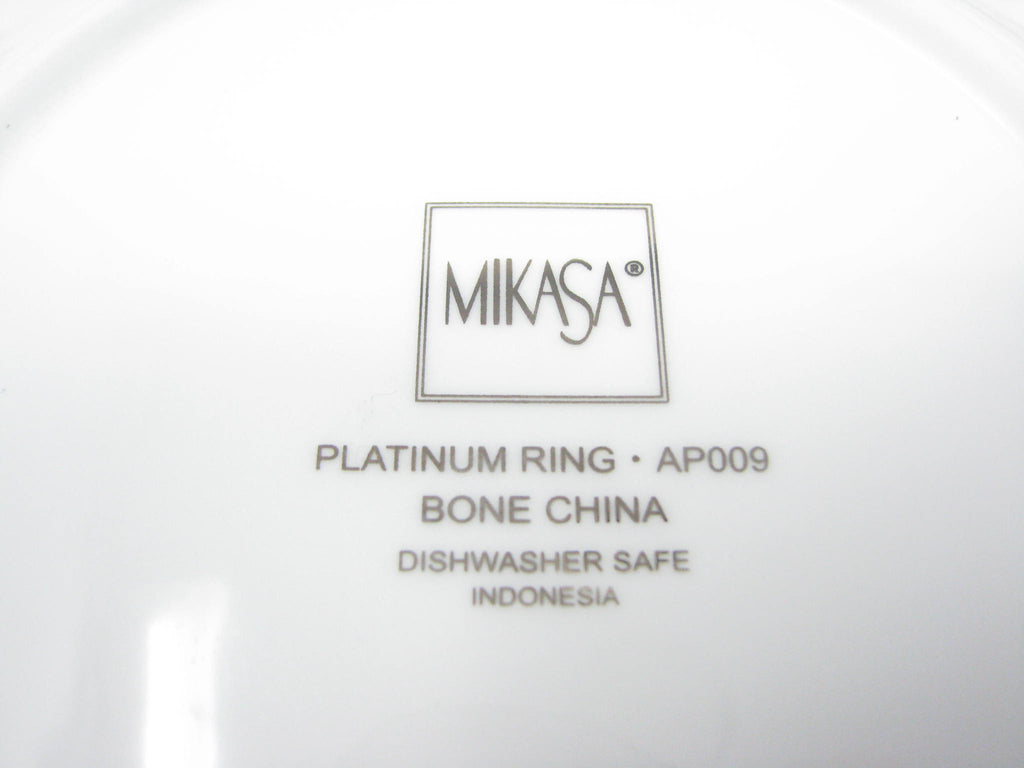 MIKASA®
PLATINUM RING • AP009
BONE CHINA
DISHWASHER SAFE
INDONESIA